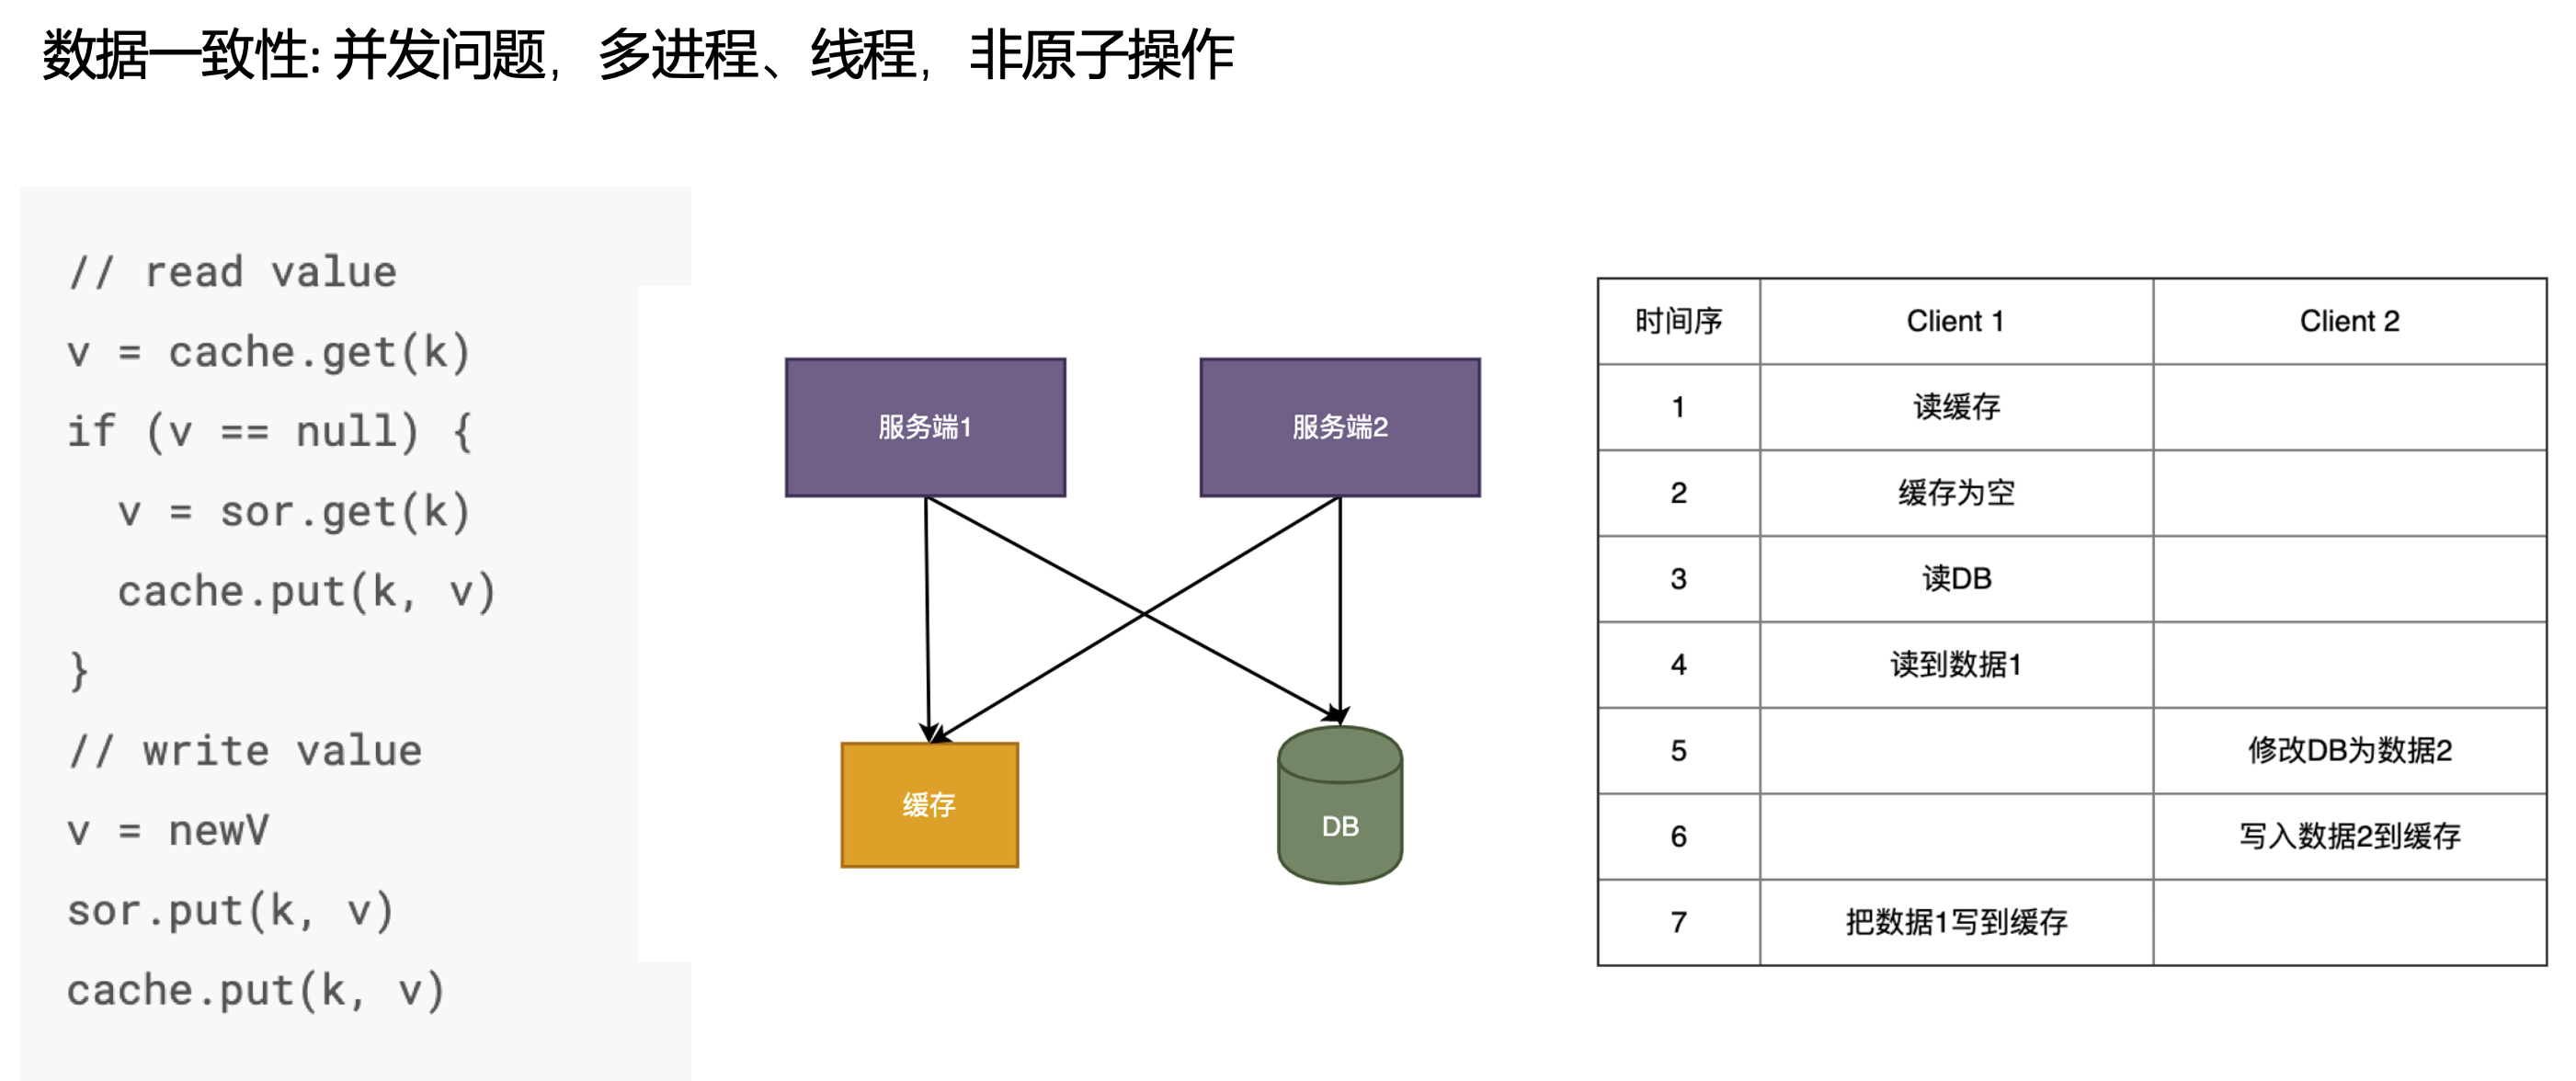 数据一致性: 并发问题，多进程、线程，非原子操作
// read value
v = cache.get(k)
if (v == null) {
  v = sor.get(k)
  cache.put(k, v)
}
// write value
v = newV
sor.put(k, v)
cache.put(k, v)
服务端1
服务端2
缓存
DB
时间序 Client 1 Client 2
1 读缓存
2 缓存为空
3 读DB
4 读到数据1
5 修改DB为数据2
6 写入数据2到缓存
7 把数据1写到缓存